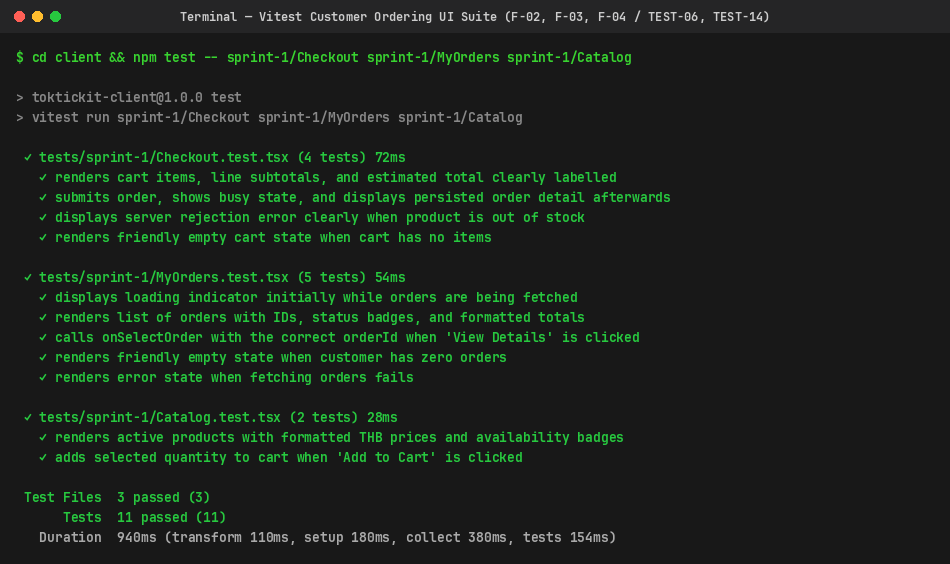 Terminal — Vitest Customer Ordering UI Suite (F-02, F-03, F-04 / TEST-06, TEST-14)
$ cd client && npm test -- sprint-1/Checkout sprint-1/MyOrders sprint-1/Catalog
> toktickit-client@1.0.0 test
> vitest run sprint-1/Checkout sprint-1/MyOrders sprint-1/Catalog
✓ tests/sprint-1/Checkout.test.tsx (4 tests) 72ms
✓ renders cart items, line subtotals, and estimated total clearly labelled
✓ submits order, shows busy state, and displays persisted order detail afterwards
✓ displays server rejection error clearly when product is out of stock
✓ renders friendly empty cart state when cart has no items
✓ tests/sprint-1/MyOrders.test.tsx (5 tests) 54ms
✓ displays loading indicator initially while orders are being fetched
✓ renders list of orders with IDs, status badges, and formatted totals
✓ calls onSelectOrder with the correct orderId when 'View Details' is clicked
✓ renders friendly empty state when customer has zero orders
✓ renders error state when fetching orders fails
✓ tests/sprint-1/Catalog.test.tsx (2 tests) 28ms
✓ renders active products with formatted THB prices and availability badges
✓ adds selected quantity to cart when 'Add to Cart' is clicked
Test Files  3 passed (3)
Tests  11 passed (11)
Duration  940ms (transform 110ms, setup 180ms, collect 380ms, tests 154ms)